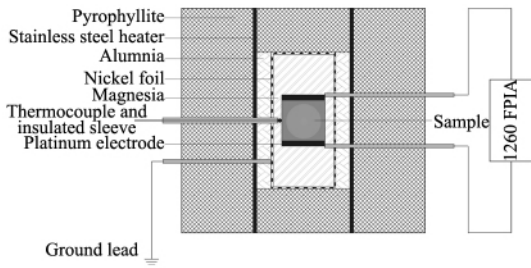 Pyrophyllite
Stainless steel heater
Alumnia
Nickel foil
Magnesia
Thermocouple and
insulated sleeve
Platinum electrode
Ground lead
Sample
1260 FPIA